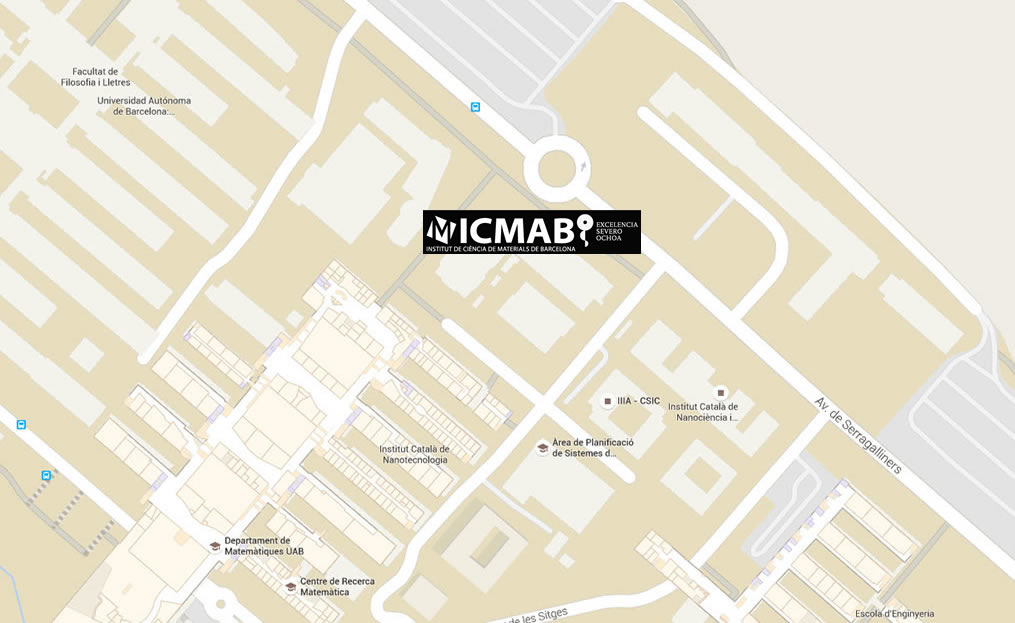 Facultat de
Filosofia i Lletres
Universidad Autónoma
de Barcelona:...
ICMAB
EXCELENCIA
SEVERO
OCHOA
INSTITUT DE CIÈNCIA DE MATERIALS DE BARCELONA
IIIA - CSIC
Institut Català de
Nanociència i...
Av. de Serragalliners
Àrea de Planificació
de Sistemes d...
Institut Català de
Nanotecnologia
Departament de
Matemàtiques UAB
Centre de Recerca
Matemàtica
de les Sitges
Escola d'Enginyeria